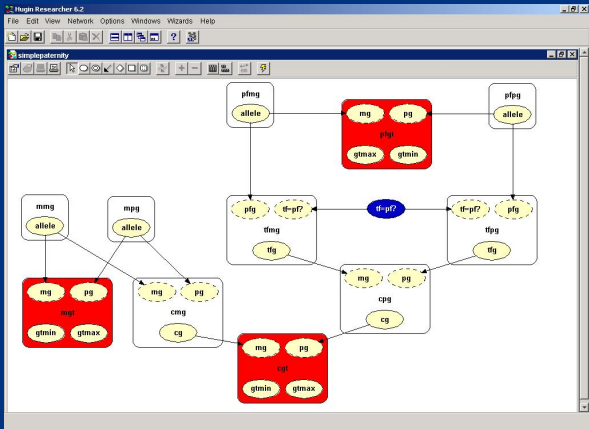 Hugin Researcher 6.2
File Edit View Network Options Windows Wizards Help
simplepaternity
pfmg
allele
mg pg
pfgt
gtmax gtmin
pfpg
allele
mmg
allele
mpg
allele
pfg tf=pf?
tfmg
tfg
tf=pf?
tf=pf? pfg
tfpg
tfg
mg pg
mgt
gtmin gtmax
mg pg
cmg
cg
mg pg
cpg
cg
mg pg
cgt
gtmin gtmax